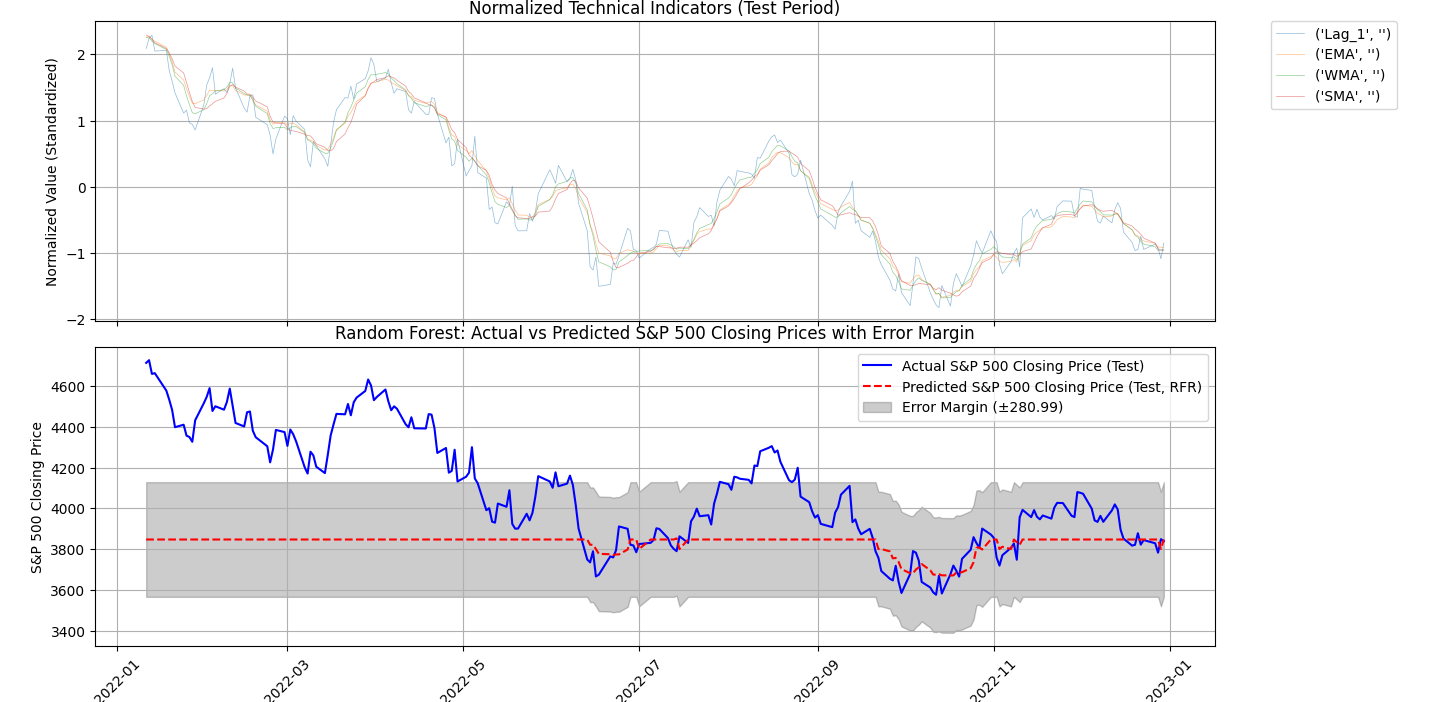 Normalized Technical Indicators (Test Period)
Normalized Value (Standardized)
2
1
0
−1
−2
('Lag_1', '')
('EMA', '')
('WMA', '')
('SMA', '')
Random Forest: Actual vs Predicted S&P 500 Closing Prices with Error Margin
S&P 500 Closing Price
4600
4400
4200
4000
3800
3600
3400
Actual S&P 500 Closing Price (Test)
Predicted S&P 500 Closing Price (Test, RFR)
Error Margin (±280.99)
2022-01
2022-03
2022-05
2022-07
2022-09
2022-11
2023-01